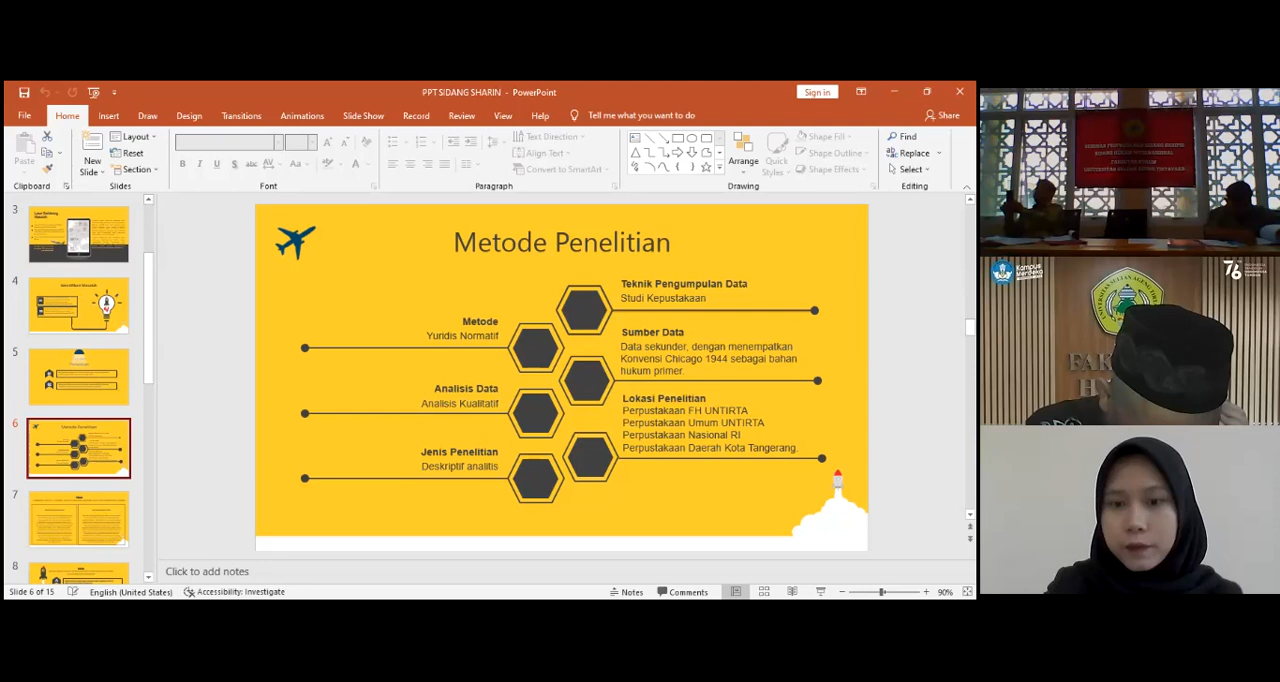 PPT SIDANG SHARIN - PowerPoint
Sign in
File
Home
Insert
Draw
Design
Transitions
Animations
Slide Show
Record
Review
View
Help
Tell me what you want to do
Share
Paste
Clipboard
New
Slide
Layout
Reset
Section
Slides
Font
Text Direction
Align Text
Convert to SmartArt
Paragraph
Arrange
Quick
Styles
Shape Fill
Shape Outline
Shape Effects
Drawing
Find
Replace
Select
Editing
3
4
5
6
7
8
Metode Penelitian
Metode
Yuridis Normatif
Analisis Data
Analisis Kualitatif
Jenis Penelitian
Deskriptif analitis
Teknik Pengumpulan Data
Studi Kepustakaan
Sumber Data
Data sekunder, dengan menempatkan
Konvensi Chicago 1944 sebagai bahan
hukum primer.
Lokasi Penelitian
Perpustakaan FH UNTIRTA
Perpustakaan Umum UNTIRTA
Perpustakaan Nasional RI
Perpustakaan Daerah Kota Tangerang
Click to add notes
Slide 6 of 15
English (United States)
Accessibility: Investigate
Notes
Comments
90%
Kampus
Merdeka
76